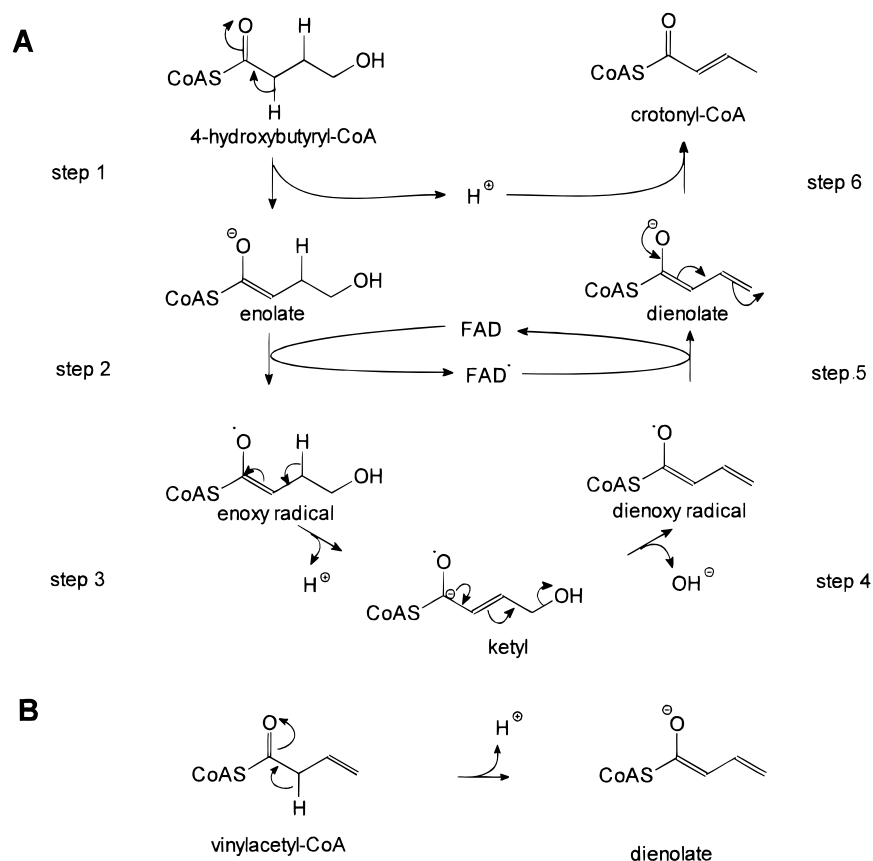 A
O H
CoAS OH
H
4-hydroxybutyryl-CoA
O
CoAS
crotonyl-CoA
step 1
H⊕
step 6
⊖O H
CoAS OH
enolate
⊖
O
CoAS
dienolate
FAD
step 2
FAD˙
step.5
˙O H
CoAS OH
enoxy radical
˙O
CoAS
dienoxy radical
step 3
H⊕
˙O
⊖
CoAS OH
ketyl
OH⊖
step 4
B
O
CoAS
H
vinylacetyl-CoA
H⊕
⊖O
CoAS
dienolate